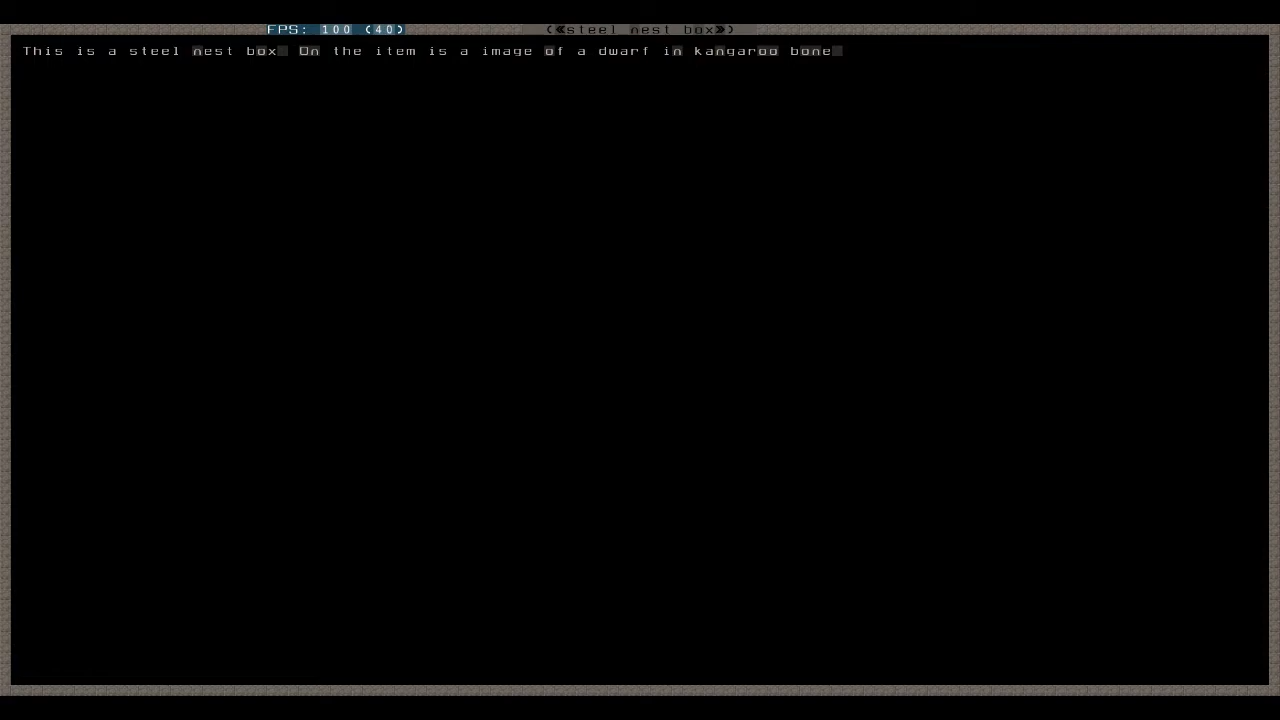 FPS: 100 (40) («steel nest box»)
This is a steel nest box. On the item is a image of a dwarf in kangaroo bone.